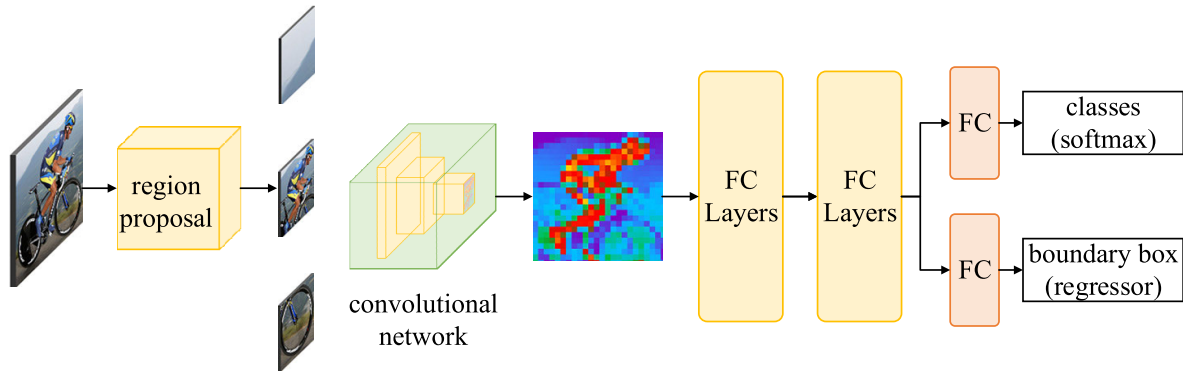 region
proposal
convolutional
network
FC
Layers
FC
Layers
FC
classes
(softmax)
FC
boundary box
(regressor)